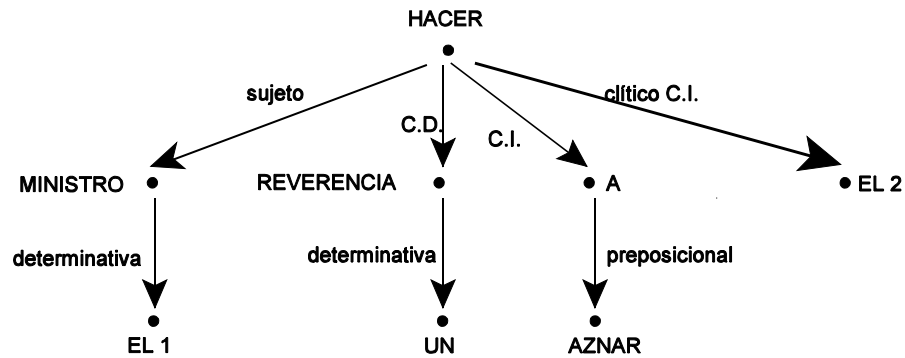 HACER
sujeto
clítico C.I.
C.D.
C.I.
MINISTRO
REVERENCIA
A
EL 2
determinativa
determinativa
preposicional
EL 1
UN
AZNAR